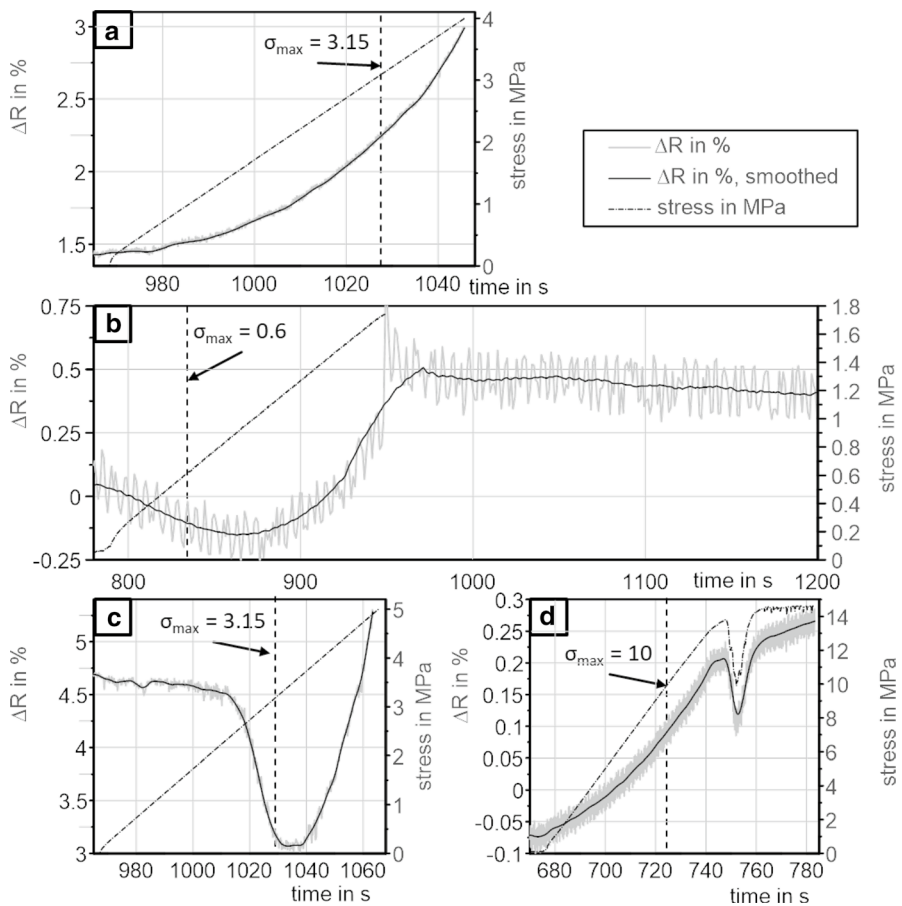 a
ΔR in %
3
2.5
2
1.5
σmax = 3.15
4
3
2
1
0
stress in MPa
980 1000 1020 1040 time in s
ΔR in %
ΔR in %, smoothed
stress in MPa
b
ΔR in %
0.75
0.5
0.25
0
-0.25
σmax = 0.6
1.8
1.6
1.4
1.2
1
0.8
0.6
0.4
0.2
0
stress in MPa
800 900 1000 1100 time in s 1200
c
ΔR in %
5
4.5
4
3.5
3
σmax = 3.15
5
4
3
2
1
0
stress in MPa
980 1000 1020 1040 1060
time in s
d
ΔR in %
0.3
0.25
0.2
0.15
0.1
0.05
0
-0.05
-0.1
σmax = 10
14
12
10
8
6
4
2
0
stress in MPa
680 700 720 740 760 780
time in s